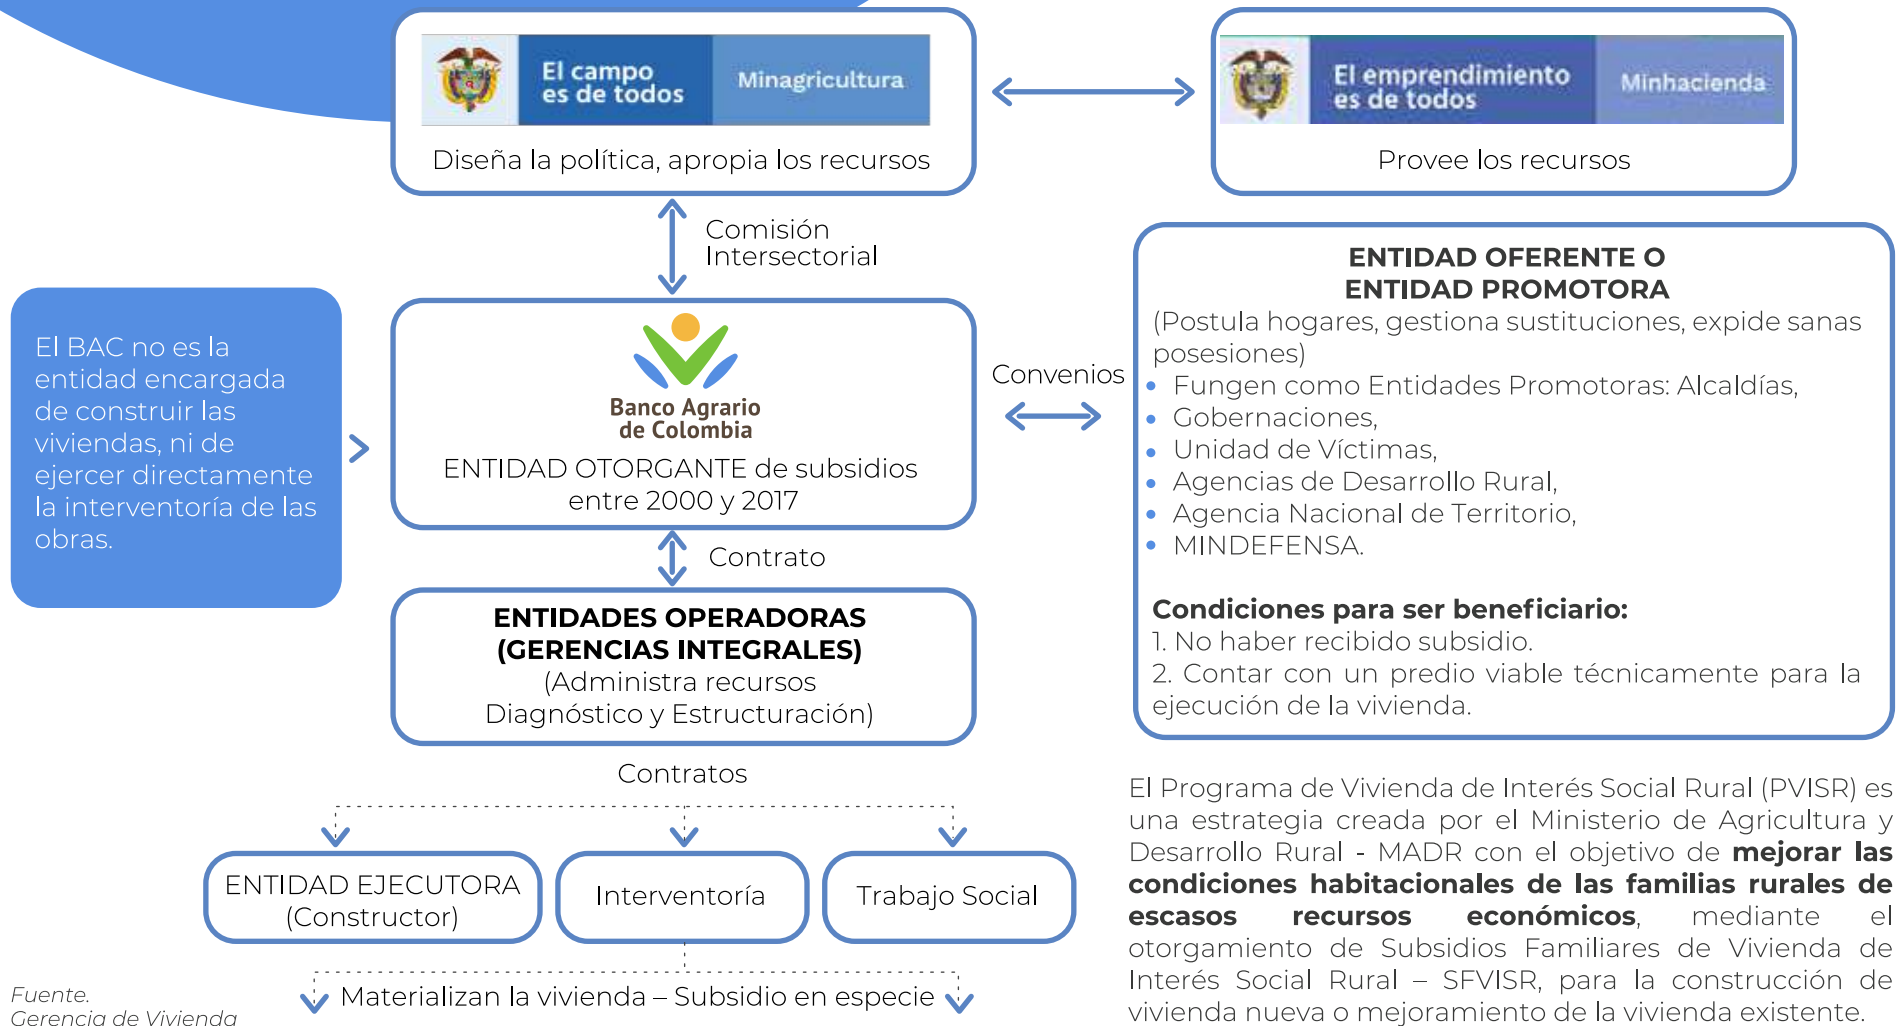 El campo
es de todos
Minagricultura
Diseña la política, apropia los recursos
El emprendimiento
es de todos
Minhacienda
Provee los recursos
Comisión
Intersectorial
El BAC no es la
entidad encargada
de construir las
viviendas, ni de
ejercer directamente
la interventoría de las
obras.
Banco Agrario
de Colombia
ENTIDAD OTORGANTE de subsidios
entre 2000 y 2017
Convenios
ENTIDAD OFERENTE O
ENTIDAD PROMOTORA
(Postula hogares, gestiona sustituciones, expide sanas
posesiones)
• Fungen como Entidades Promotoras: Alcaldías,
• Gobernaciones,
• Unidad de Víctimas,
• Agencias de Desarrollo Rural,
• Agencia Nacional de Territorio,
• MINDEFENSA.
Condiciones para ser beneficiario:
1. No haber recibido subsidio.
2. Contar con un predio viable técnicamente para la
ejecución de la vivienda.
Contrato
ENTIDADES OPERADORAS
(GERENCIAS INTEGRALES)
(Administra recursos
Diagnóstico y Estructuración)
Contratos
ENTIDAD EJECUTORA
(Constructor)
Interventoría
Trabajo Social
Materializan la vivienda – Subsidio en especie
El Programa de Vivienda de Interés Social Rural (PVISR) es
una estrategia creada por el Ministerio de Agricultura y
Desarrollo Rural - MADR con el objetivo de mejorar las
condiciones habitacionales de las familias rurales de
escasos recursos económicos, mediante el
otorgamiento de Subsidios Familiares de Vivienda de
Interés Social Rural – SFVISR, para la construcción de
vivienda nueva o mejoramiento de la vivienda existente.
Fuente.
Gerencia de Vivienda